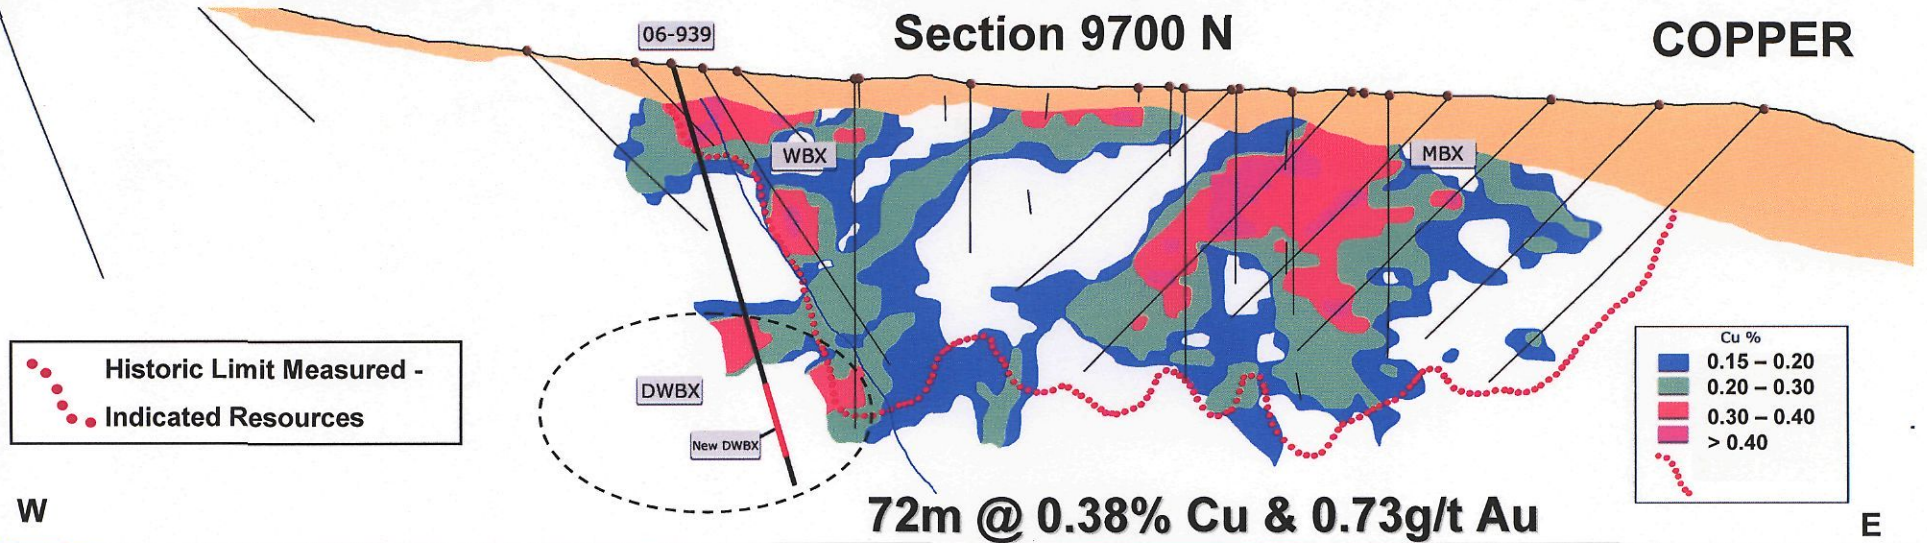 Section 9700 N
COPPER
06-939
WBX
MBX
Historic Limit Measured -
Indicated Resources
DWBX
New DWBX
Cu %
0.15 – 0.20
0.20 – 0.30
0.30 – 0.40
> 0.40
W
72m @ 0.38% Cu & 0.73g/t Au
E